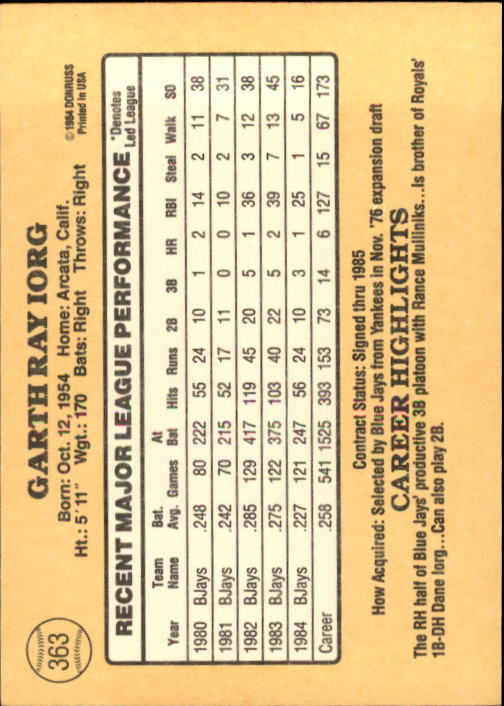 363
GARTH RAY IORG
Born: Oct. 12, 1954 Home: Arcata, Calif.
Ht.: 5' 11" Wgt.: 170 Bats: Right Throws: Right
© 1984 DONRUSS
Printed in USA
RECENT MAJOR LEAGUE PERFORMANCE *Denotes Led League
Year Team Name Bat. Avg. Games At Bat Hits Runs 2B 3B HR RBI Steal Walk SO
1980 BJays .248 80 222 55 24 10 1 2 14 2 11 38
1981 BJays .242 70 215 52 17 11 0 0 10 2 7 31
1982 BJays .285 129 417 119 45 20 5 1 36 3 12 38
1983 BJays .275 122 375 103 40 22 5 2 39 7 13 45
1984 BJays .227 121 247 56 24 10 3 1 25 1 5 16
Career .258 541 1525 393 153 73 14 6 127 15 67 173
Contract Status: Signed thru 1985
How Acquired: Selected by Blue Jays from Yankees in Nov. '76 expansion draft
CAREER HIGHLIGHTS
The RH half of Blue Jays' productive 3B platoon with Rance Mulliniks...Is brother of Royals'
1B-DH Dane Iorg...Can also play 2B.